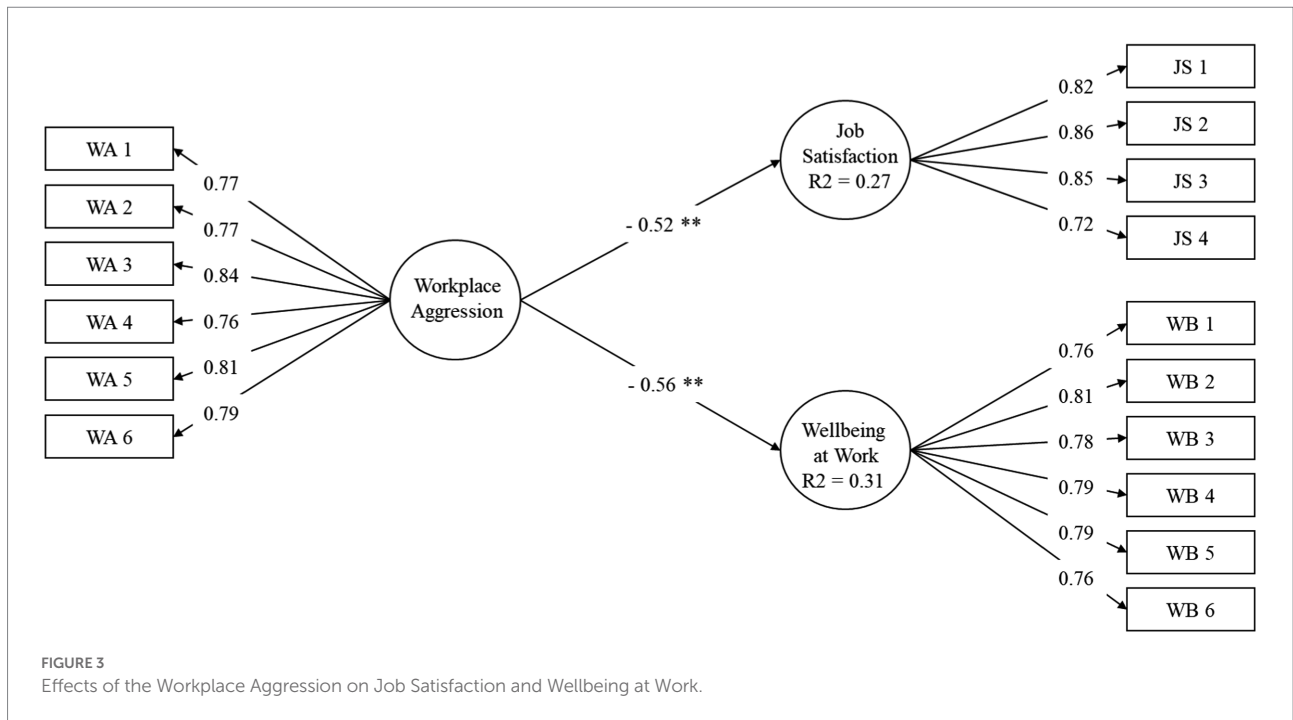 WA 1
WA 2
WA 3
WA 4
WA 5
WA 6
0.77
0.77
0.84
0.76
0.81
0.79
Workplace
Aggression
- 0.52 **
- 0.56 **
Job
Satisfaction
R2 = 0.27
Wellbeing
at Work
R2 = 0.31
0.82
0.86
0.85
0.72
JS 1
JS 2
JS 3
JS 4
0.76
0.81
0.78
0.79
0.79
0.76
WB 1
WB 2
WB 3
WB 4
WB 5
WB 6
FIGURE 3
Effects of the Workplace Aggression on Job Satisfaction and Wellbeing at Work.